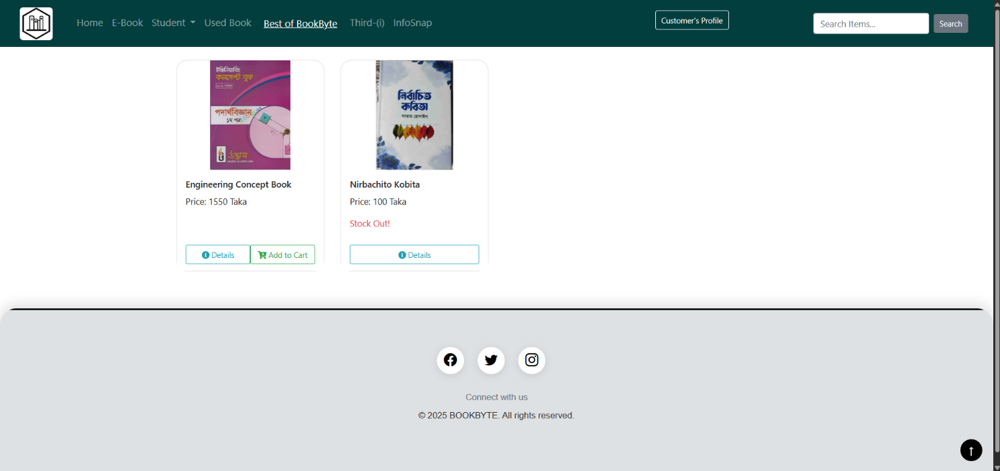 Home E-Book Student Used Book Best of BookByte Third-(i) InfoSnap Customer's Profile Search Items... Search
ইঞ্জিনিয়ারিং
কনসেপ্ট বুক
পদার্থবিজ্ঞান
১ম পত্র
উদ্ভাস
নির্বাচিত
কবিতা
সাদাত হোসাইন
Engineering Concept Book
Price: 1550 Taka
Details Add to Cart
Nirbachito Kobita
Price: 100 Taka
Stock Out!
Details
Connect with us
© 2025 BOOKBYTE. All rights reserved.